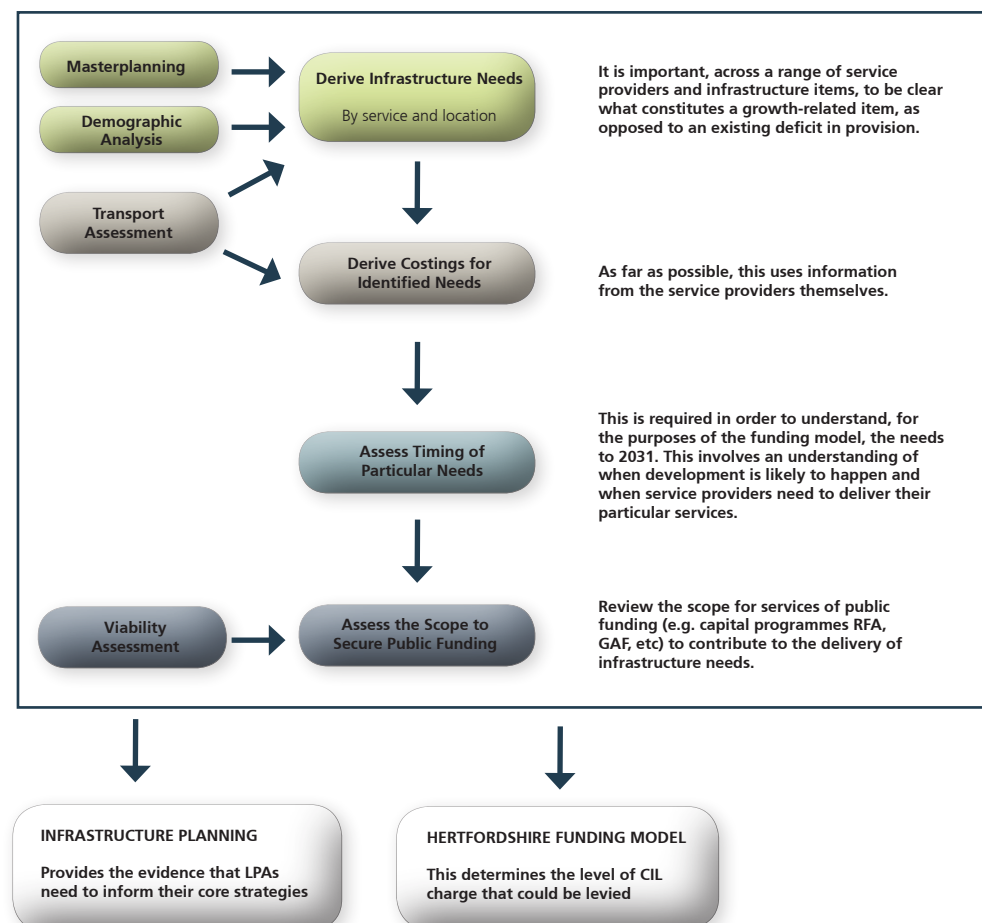 Masterplanning
Demographic
Analysis
Transport
Assessment
Derive Infrastructure Needs
By service and location
It is important, across a range of service
providers and infrastructure items, to be clear
what constitutes a growth-related item, as
opposed to an existing deficit in provision.
Derive Costings for
Identified Needs
As far as possible, this uses information
from the service providers themselves.
Assess Timing of
Particular Needs
This is required in order to understand, for
the purposes of the funding model, the needs
to 2031. This involves an understanding of
when development is likely to happen and
when service providers need to deliver their
particular services.
Viability
Assessment
Assess the Scope to
Secure Public Funding
Review the scope for services of public
funding (e.g. capital programmes RFA,
GAF, etc) to contribute to the delivery of
infrastructure needs.
INFRASTRUCTURE PLANNING
Provides the evidence that LPAs
need to inform their core strategies
HERTFORDSHIRE FUNDING MODEL
This determines the level of CIL
charge that could be levied